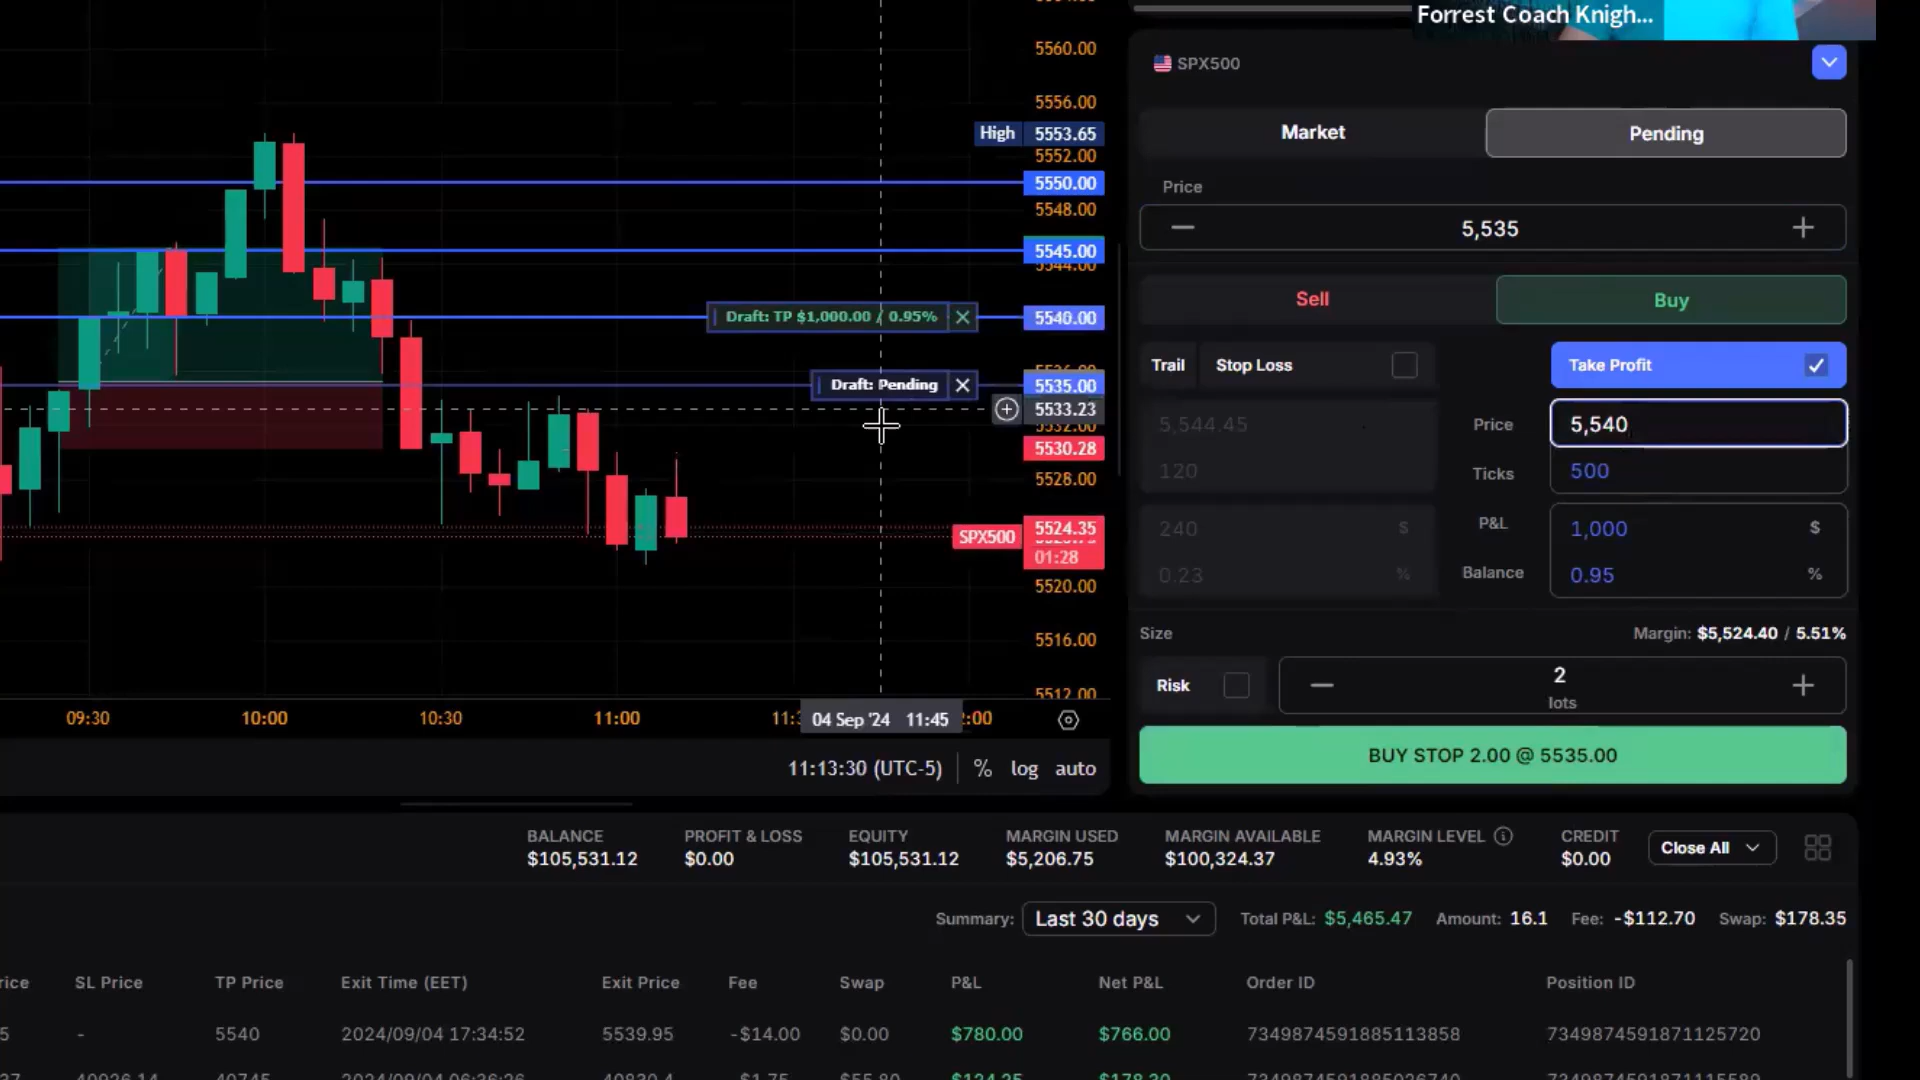 Forrest Coach Knigh...
SPX500
Market
Pending
Price
5,535
Sell
Buy
Trail
Stop Loss
Take Profit
5,544.45
Price
5,540
120
Ticks
500
240
$
P&L
1,000
$
0.23
%
Balance
0.95
%
Size
Margin: $5,524.40 / 5.51%
Risk
2
lots
BUY STOP 2.00 @ 5535.00
5560.00
5556.00
High 5553.65
5552.00
5550.00
5548.00
5545.00
5544.00
Draft: TP $1,000.00 / 0.95%
5540.00
Draft: Pending
5535.00
5533.23
5532.00
5530.28
5528.00
SPX500
5524.35
01:28
5520.00
5516.00
5512.00
09:30
10:00
10:30
11:00
04 Sep '24 11:45
11:13:30 (UTC-5)
%
log
auto
BALANCE
$105,531.12
PROFIT & LOSS
$0.00
EQUITY
$105,531.12
MARGIN USED
$5,206.75
MARGIN AVAILABLE
$100,324.37
MARGIN LEVEL
4.93%
CREDIT
$0.00
Close All
Summary: Last 30 days Total P&L: $5,465.47 Amount: 16.1 Fee: -$112.70 Swap: $178.35
rice SL Price TP Price Exit Time (EET) Exit Price Fee Swap P&L Net P&L Order ID Position ID
5 - 5540 2024/09/04 17:34:52 5539.95 -$14.00 $0.00 $780.00 $766.00 7349874591885113858 7349874591871125720